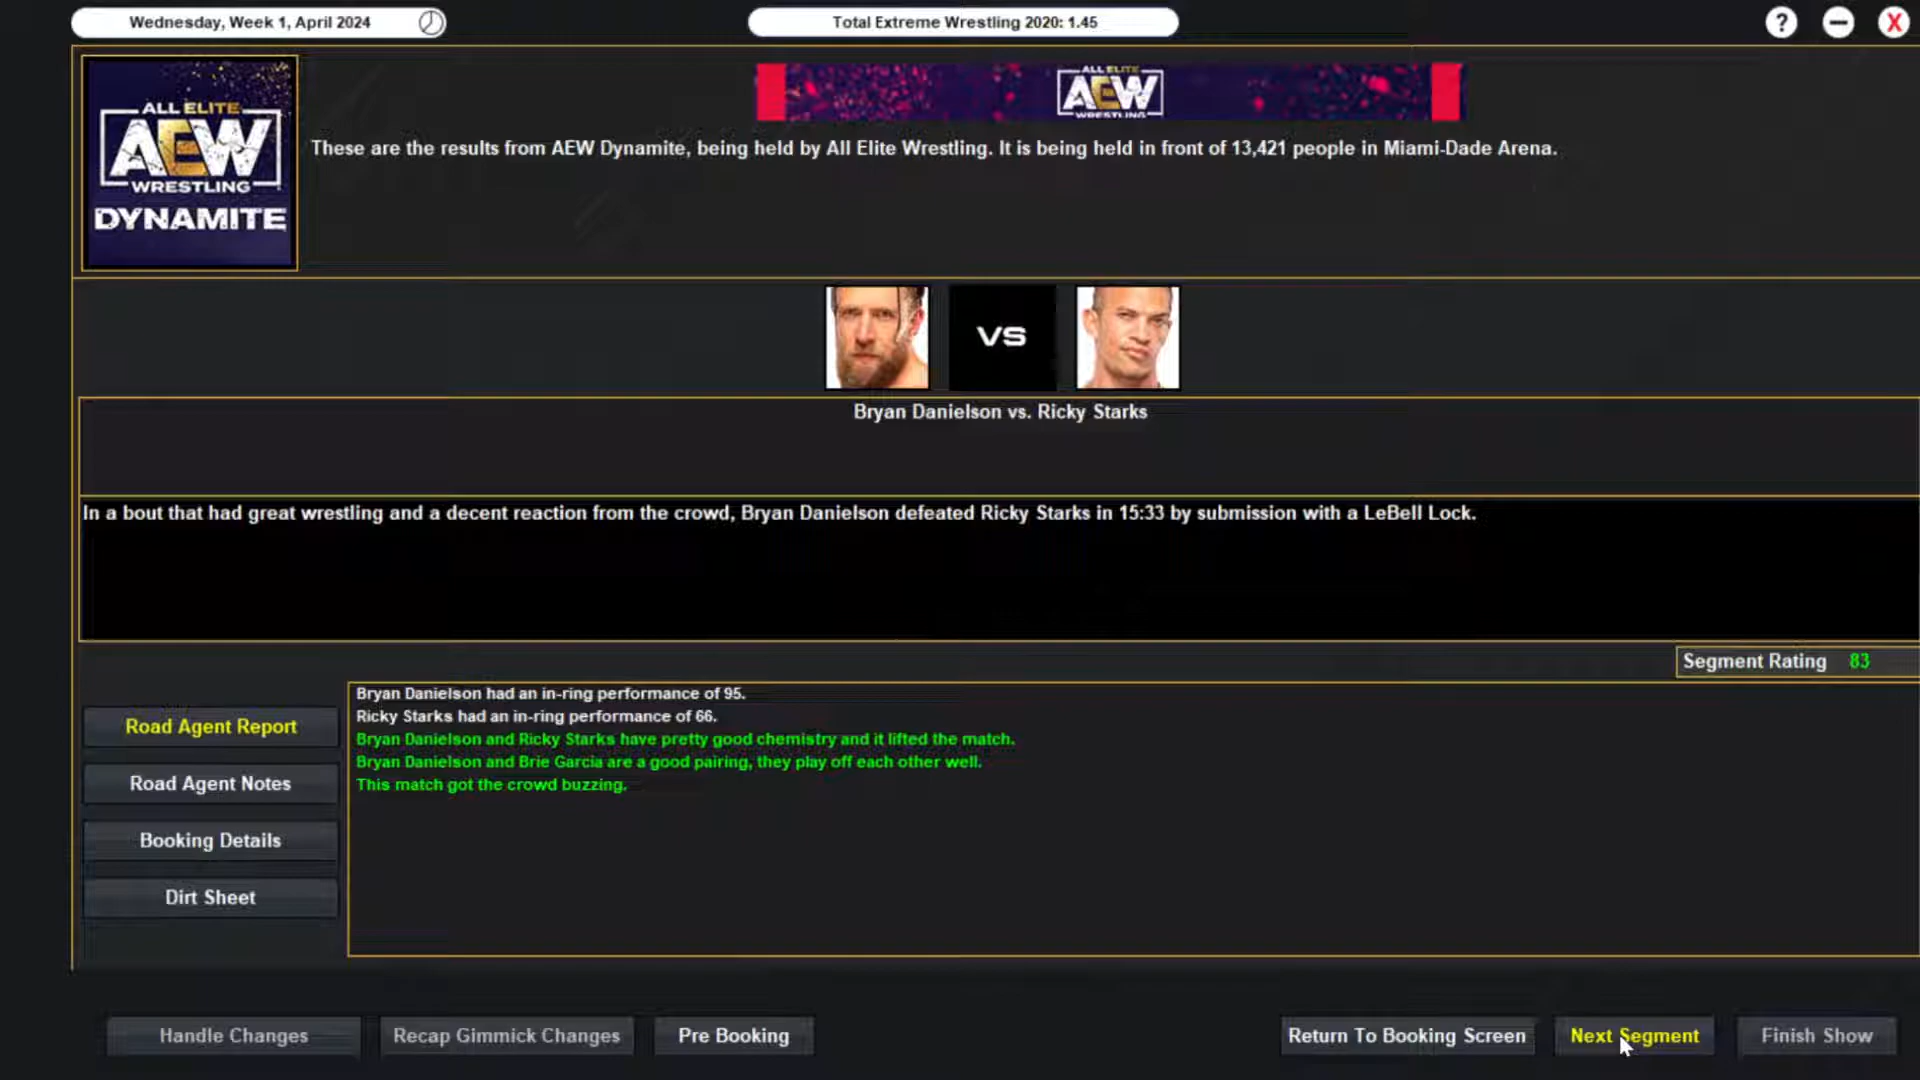 Wednesday, Week 1, April 2024
Total Extreme Wrestling 2020: 1.45
?
X
ALL ELITE
AEW
WRESTLING
DYNAMITE
ALL ELITE
AEW
WRESTLING
These are the results from AEW Dynamite, being held by All Elite Wrestling. It is being held in front of 13,421 people in Miami-Dade Arena.
VS
Bryan Danielson vs. Ricky Starks
In a bout that had great wrestling and a decent reaction from the crowd, Bryan Danielson defeated Ricky Starks in 15:33 by submission with a LeBell Lock.
Segment Rating 83
Road Agent Report
Road Agent Notes
Booking Details
Dirt Sheet
Bryan Danielson had an in-ring performance of 95.
Ricky Starks had an in-ring performance of 66.
Bryan Danielson and Ricky Starks have pretty good chemistry and it lifted the match.
Bryan Danielson and Brie Garcia are a good pairing, they play off each other well.
This match got the crowd buzzing.
Handle Changes
Recap Gimmick Changes
Pre Booking
Return To Booking Screen
Next Segment
Finish Show